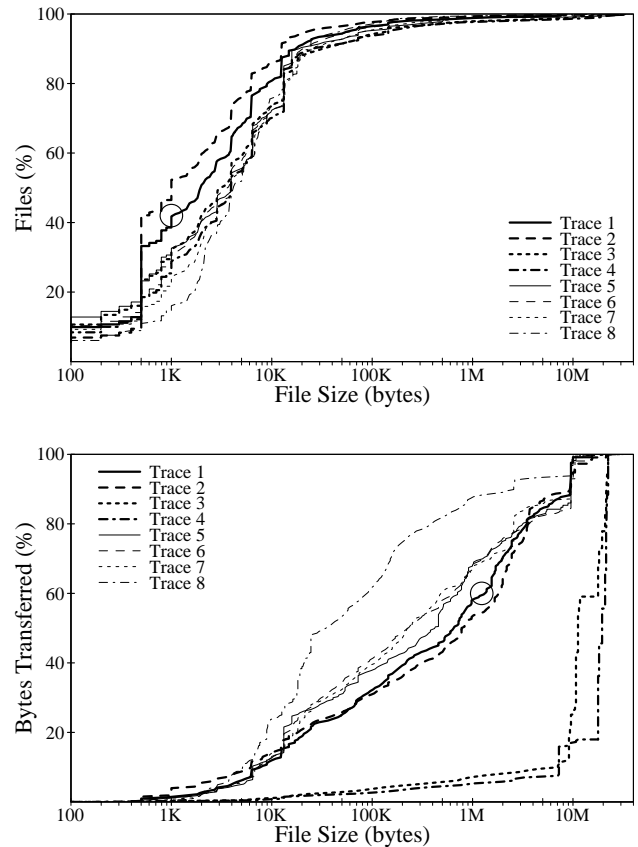 100
80
60
40
20
Files (%)
Trace 1
Trace 2
Trace 3
Trace 4
Trace 5
Trace 6
Trace 7
Trace 8
100 1K 10K 100K 1M 10M
File Size (bytes)
100
80
60
40
20
Bytes Transferred (%)
Trace 1
Trace 2
Trace 3
Trace 4
Trace 5
Trace 6
Trace 7
Trace 8
100 1K 10K 100K 1M 10M
File Size (bytes)